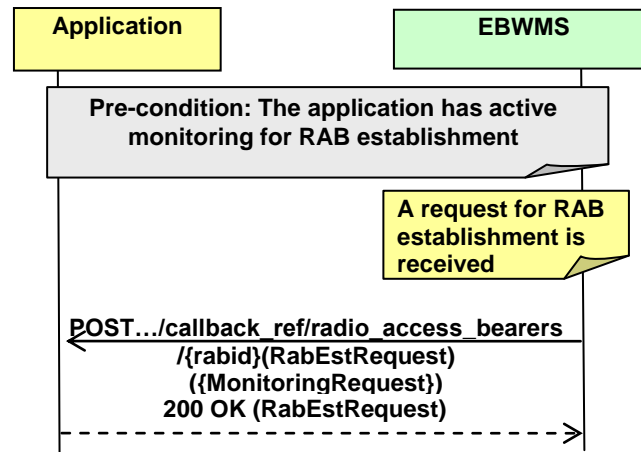 Application
EBWMS
Pre-condition: The application has active
monitoring for RAB establishment
A request for RAB
establishment is
received
POST…/callback_ref/radio_access_bearers
/{rabid}(RabEstRequest)
({MonitoringRequest})
200 OK (RabEstRequest)